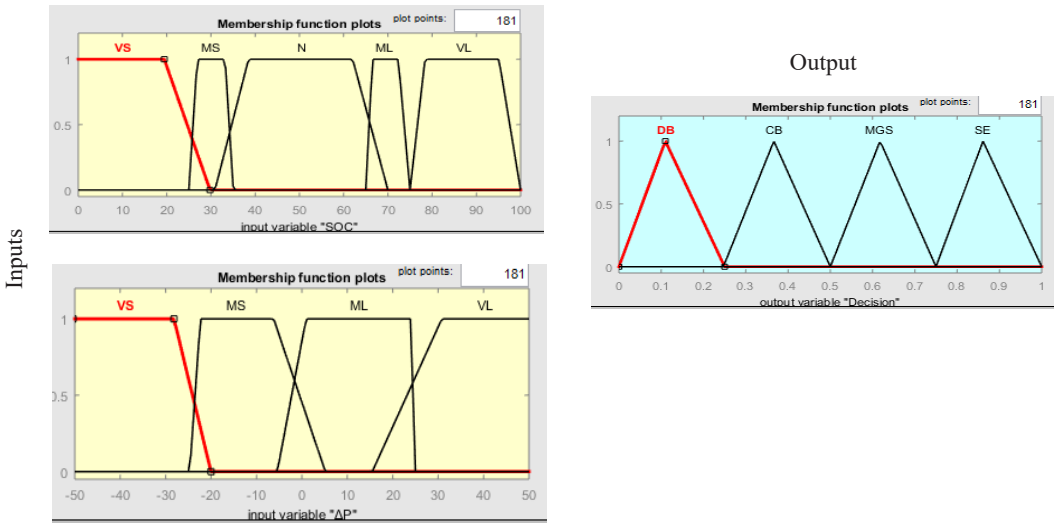 Inputs
Membership function plots plot points: 181
VS MS N ML VL
1
0.5
0
0 10 20 30 40 50 60 70 80 90 100
input variable "SOC"
Membership function plots plot points: 181
VS MS ML VL
1
0.5
0
-50 -40 -30 -20 -10 0 10 20 30 40 50
input variable "ΔP"
Output
Membership function plots plot points: 181
DB CB MGS SE
1
0.5
0
0 0.1 0.2 0.3 0.4 0.5 0.6 0.7 0.8 0.9 1
output variable "Decision"